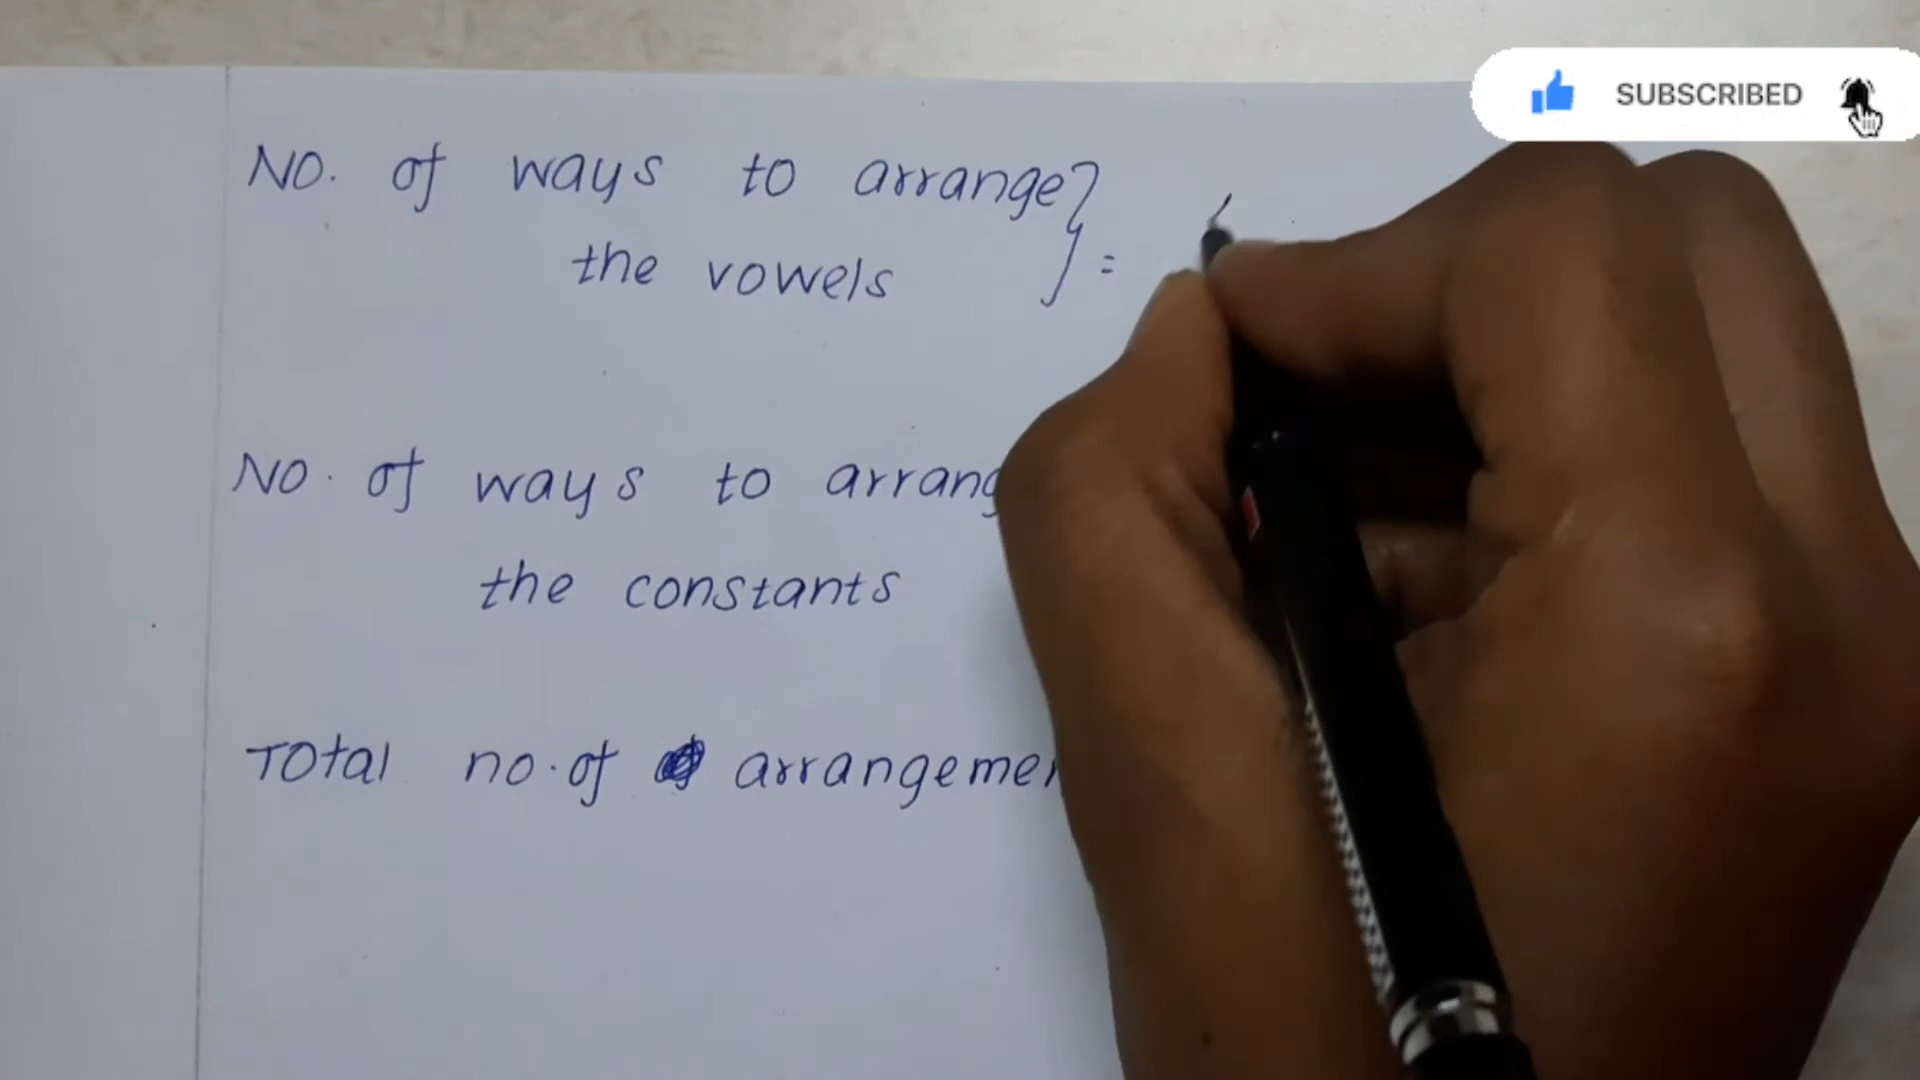 SUBSCRIBED
NO. of ways to arrange }
the vowels =
NO. of ways to arrang
the constants
Total no. of arrangemen